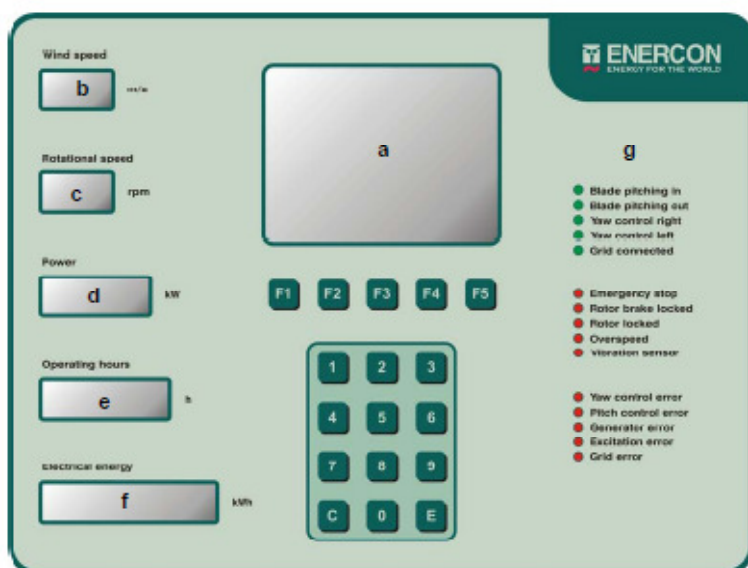 Wind speed
b
m/s
Rotational speed
c
rpm
Power
d
kW
Operating hours
e
h
Electrical energy
f
kWh
a
F1 F2 F3 F4 F5
1 2 3
4 5 6
7 8 9
C 0 E
ENERCON
ENERGY FOR THE WORLD
g
Blade pitching in
Blade pitching out
Yaw control right
Yaw control left
Grid connected
Emergency stop
Rotor brake locked
Rotor locked
Overspeed
Vibration sensor
Yaw control error
Pitch control error
Generator error
Excitation error
Grid error